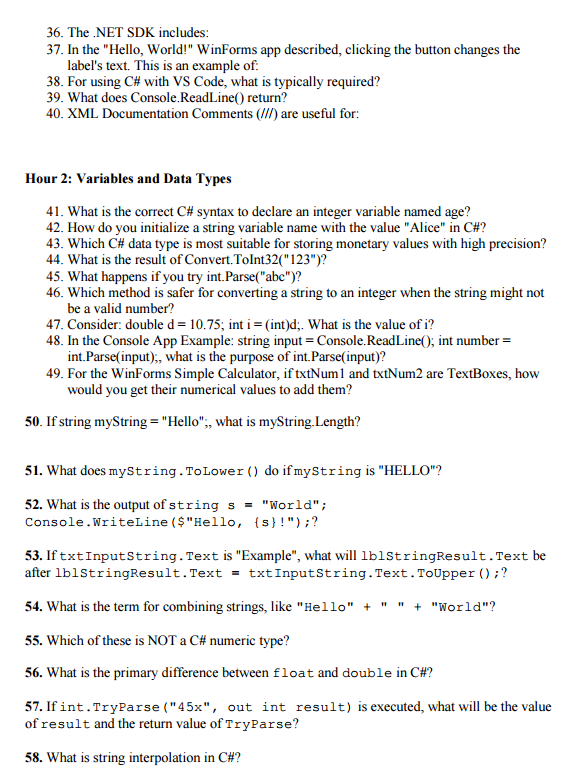 36. The .NET SDK includes:
37. In the "Hello, World!" WinForms app described, clicking the button changes the
label's text. This is an example of:
38. For using C# with VS Code, what is typically required?
39. What does Console.ReadLine() return?
40. XML Documentation Comments (///) are useful for:
Hour 2: Variables and Data Types
41. What is the correct C# syntax to declare an integer variable named age?
42. How do you initialize a string variable name with the value "Alice" in C#?
43. Which C# data type is most suitable for storing monetary values with high precision?
44. What is the result of Convert.ToInt32("123")?
45. What happens if you try int.Parse("abc")?
46. Which method is safer for converting a string to an integer when the string might not
be a valid number?
47. Consider: double d = 10.75; int i = (int)d;. What is the value of i?
48. In the Console App Example: string input = Console.ReadLine(); int number =
int.Parse(input);, what is the purpose of int.Parse(input)?
49. For the WinForms Simple Calculator, if txtNum1 and txtNum2 are TextBoxes, how
would you get their numerical values to add them?
50. If string myString = "Hello";, what is myString.Length?
51. What does myString.ToLower() do if myString is "HELLO"?
52. What is the output of string s = "World";
Console.WriteLine($"Hello, {s}!");?
53. If txtInputString.Text is "Example", what will lblStringResult.Text be
after lblStringResult.Text = txtInputString.Text.ToUpper();?
54. What is the term for combining strings, like "Hello" + " " + "World"?
55. Which of these is NOT a C# numeric type?
56. What is the primary difference between float and double in C#?
57. If int.TryParse("45x", out int result) is executed, what will be the value
of result and the return value of TryParse?
58. What is string interpolation in C#?